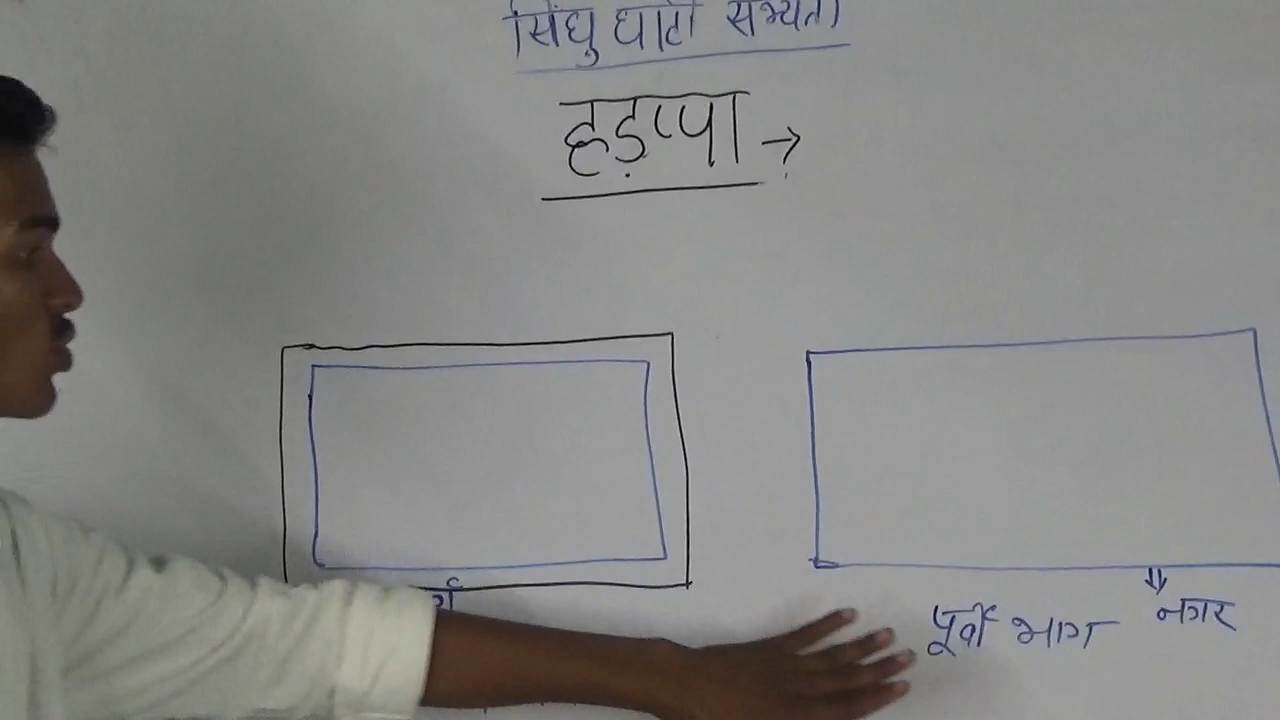 सिंधु घाटी सभ्यता
हड़प्पा →
पूर्वी भाग ⇓ नगर